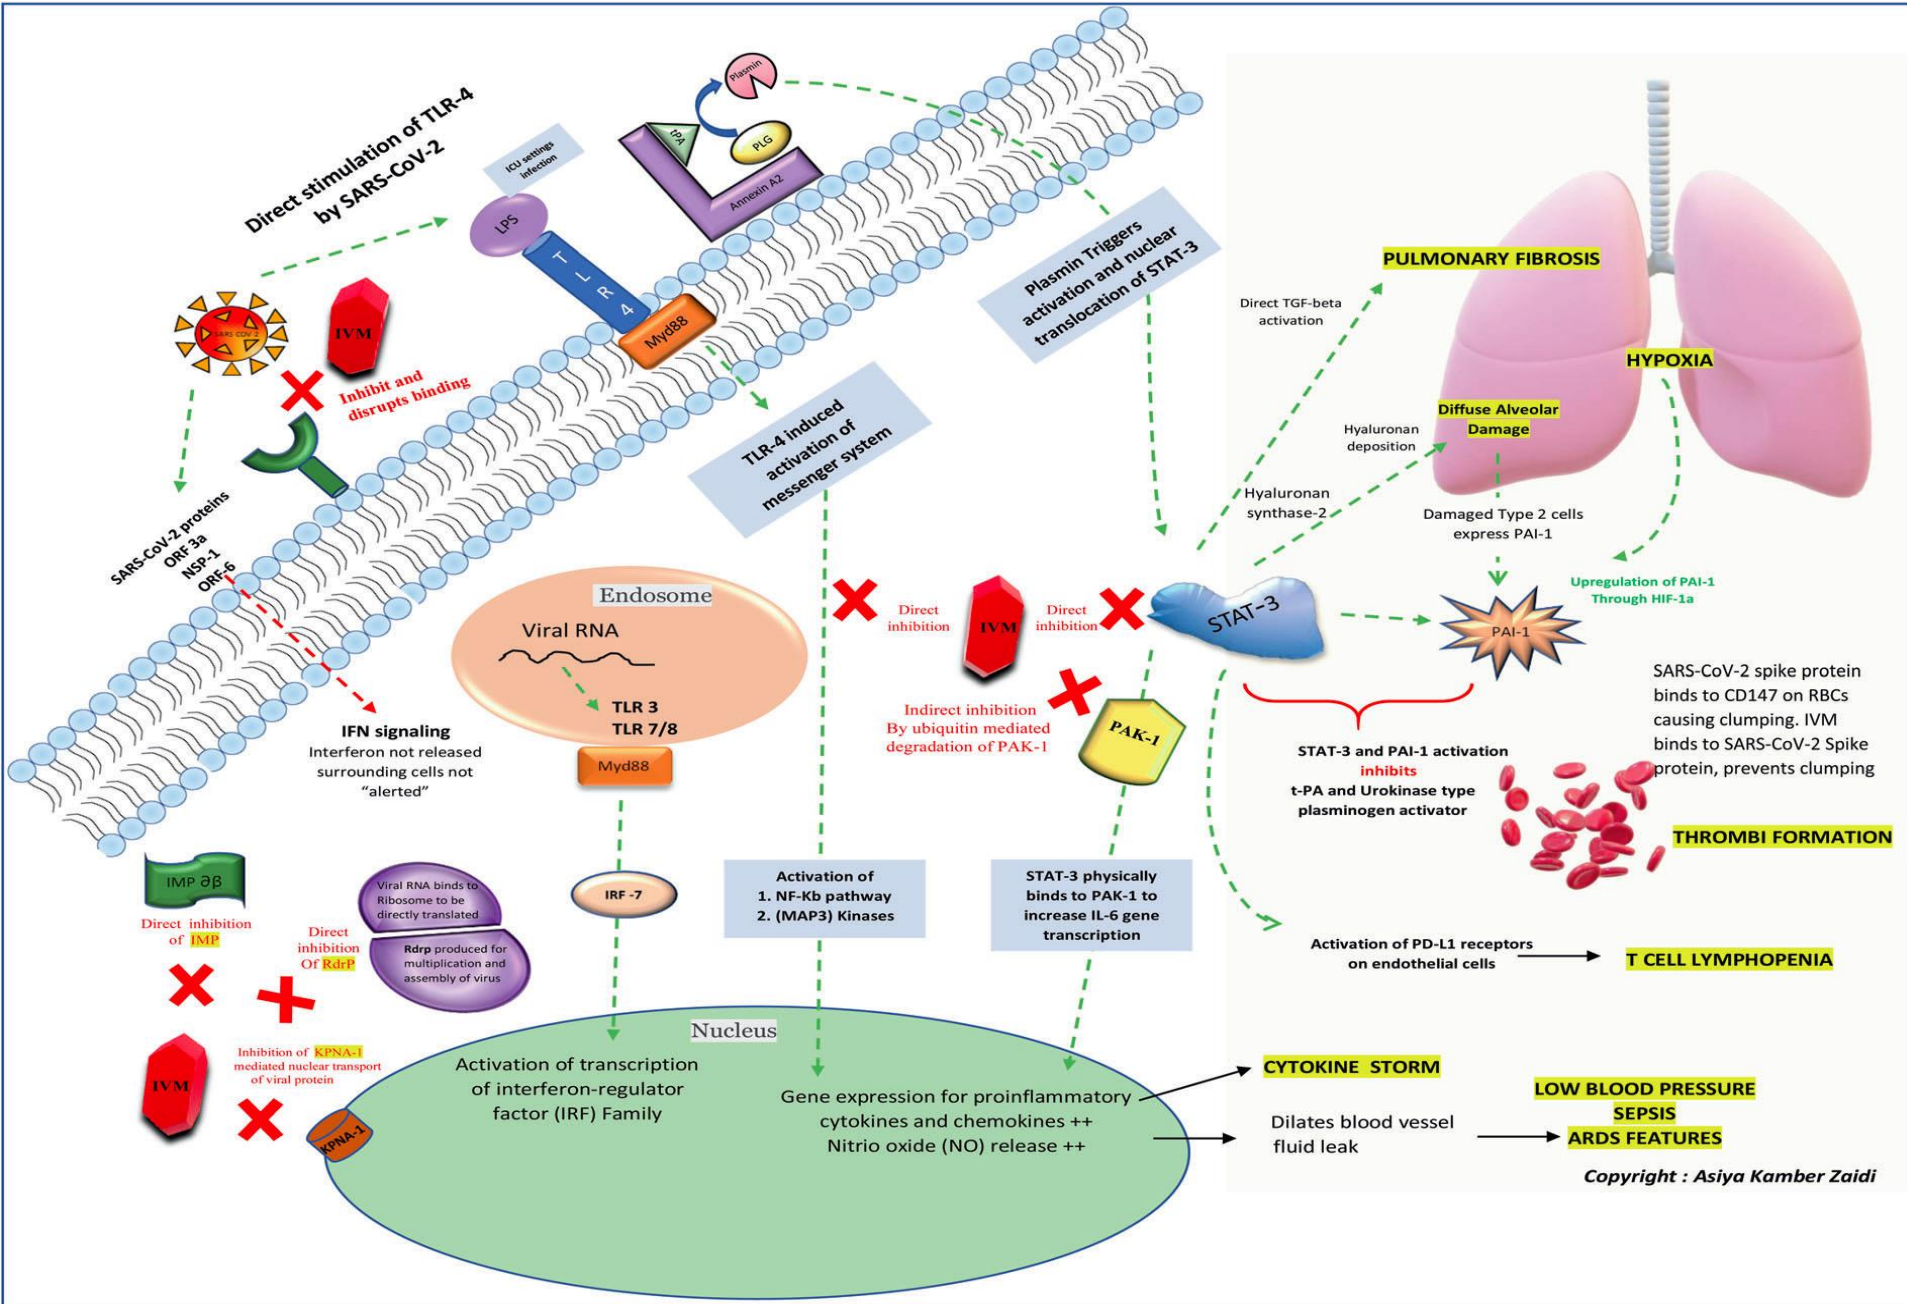 Direct stimulation of TLR-4
by SARS-CoV-2
ICU settings
infection
LPS
T L R 4
Myd88
tPA
PLG
Plasmin
Annexin A2
SARS COV-2
IVM
Inhibit and
disrupts binding
Plasmin Triggers
activation and nuclear
translocation of STAT-3
TLR-4 induced
activation of
messenger system
SARS-CoV-2 proteins
ORF 3a
NSP-1
ORF-6
IFN signaling
Interferon not released
surrounding cells not
“alerted”
Endosome
Viral RNA
TLR 3
TLR 7/8
Myd88
IRF -7
Direct
inhibition
IVM
Direct
inhibition
STAT-3
Indirect inhibition
By ubiquitin mediated
degradation of PAK-1
PAK-1
PULMONARY FIBROSIS
Direct TGF-beta
activation
HYPOXIA
Diffuse Alveolar
Damage
Hyaluronan
deposition
Hyaluronan
synthase-2
Damaged Type 2 cells
express PAI-1
Upregulation of PAI-1
Through HIF-1a
PAI-1
SARS-CoV-2 spike protein
binds to CD147 on RBCs
causing clumping. IVM
binds to SARS-CoV-2 Spike
protein, prevents clumping
STAT-3 and PAI-1 activation
inhibits
t-PA and Urokinase type
plasminogen activator
THROMBI FORMATION
IMP ∂β
Direct inhibition
of IMP
Direct
inhibition
Of RdrP
Viral RNA binds to
Ribosome to be
directly translated
Rdrp produced for
multiplication and
assembly of virus
Activation of
1. NF-Kb pathway
2. (MAP3) Kinases
STAT-3 physically
binds to PAK-1 to
increase IL-6 gene
transcription
Activation of PD-L1 receptors
on endothelial cells
T CELL LYMPHOPENIA
IVM
Inhibition of KPNA-1
mediated nuclear transport
of viral protein
KPNA-1
Nucleus
Activation of transcription
of interferon-regulator
factor (IRF) Family
Gene expression for proinflammatory
cytokines and chemokines ++
Nitrio oxide (NO) release ++
CYTOKINE STORM
Dilates blood vessel
fluid leak
LOW BLOOD PRESSURE
SEPSIS
ARDS FEATURES
Copyright : Asiya Kamber Zaidi